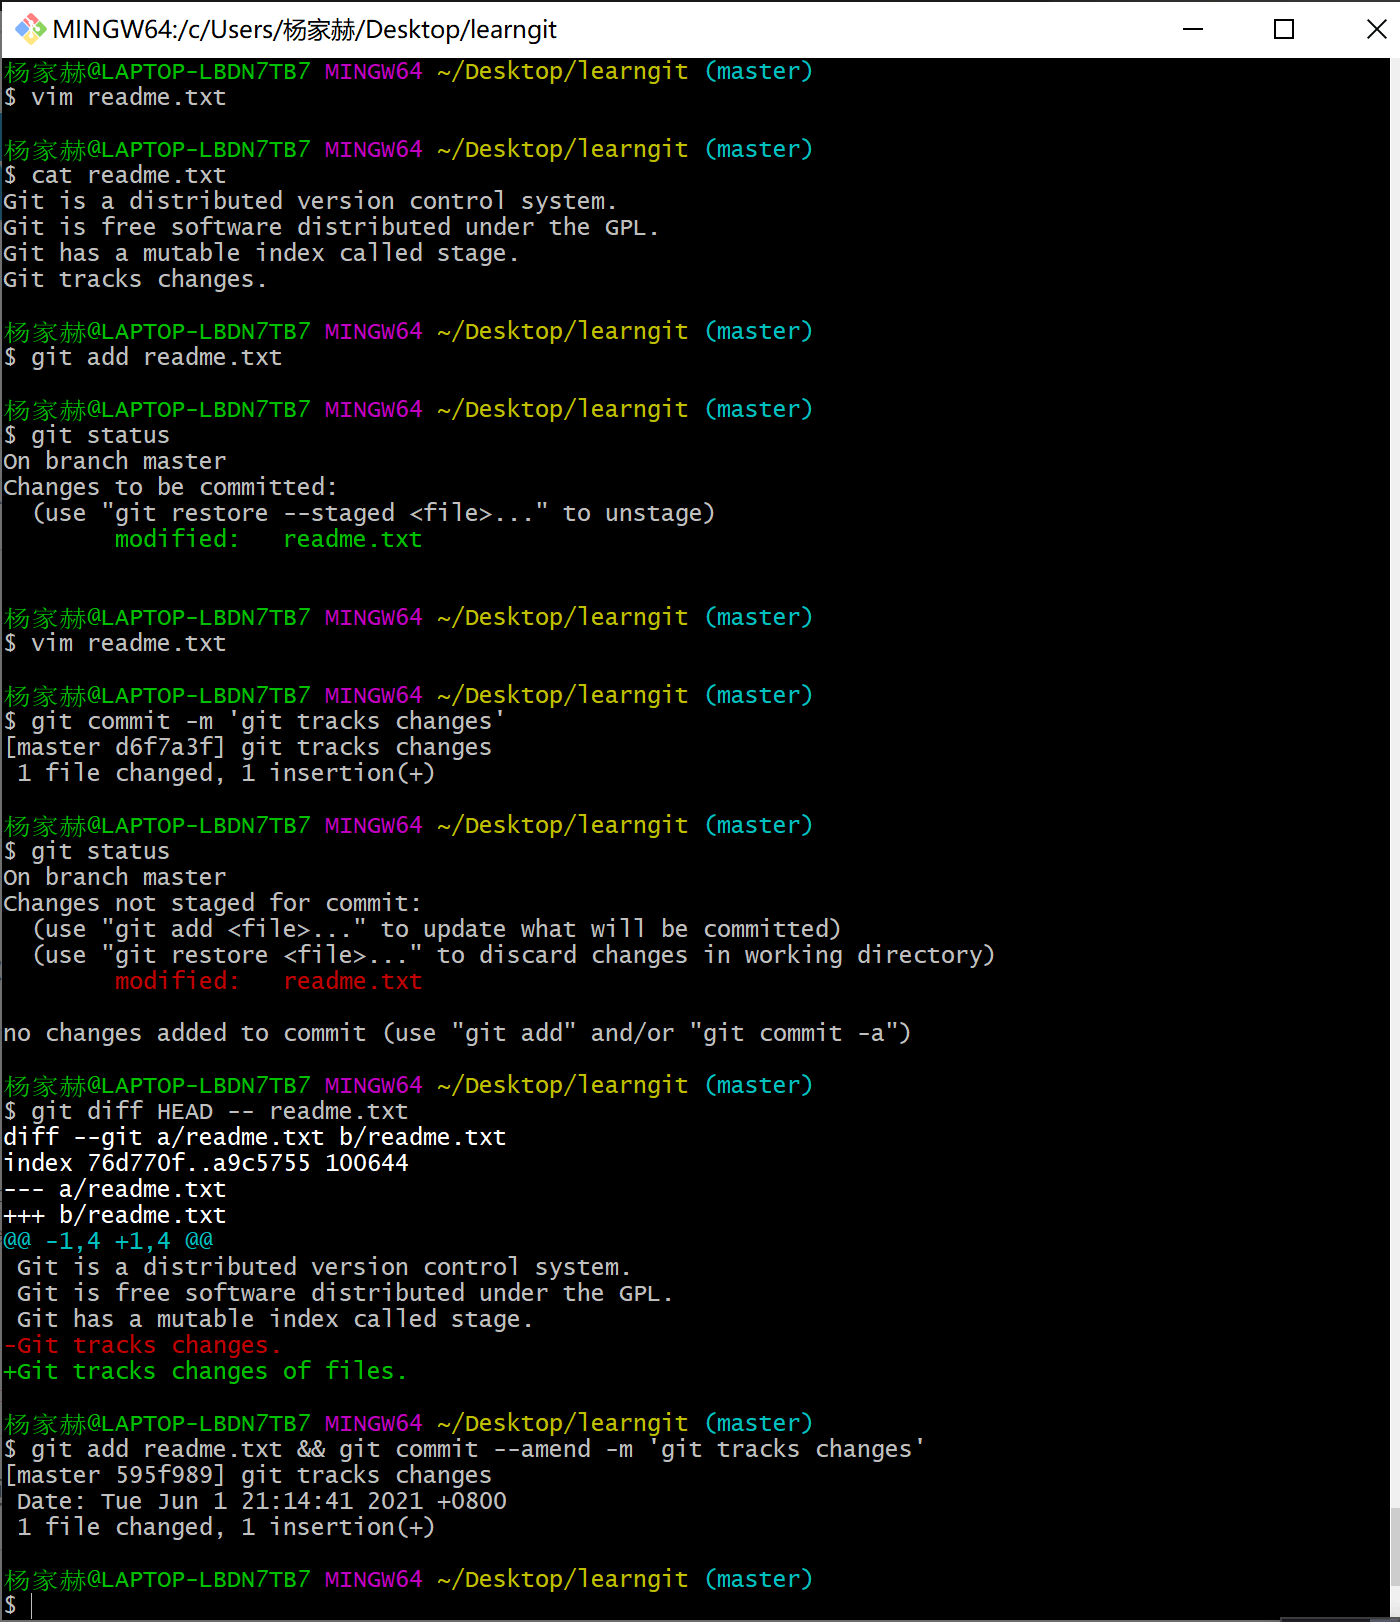 MINGW64:/c/Users/杨家赫/Desktop/learngit
杨家赫@LAPTOP-LBDN7TB7 MINGW64 ~/Desktop/learngit (master)
$ vim readme.txt
杨家赫@LAPTOP-LBDN7TB7 MINGW64 ~/Desktop/learngit (master)
$ cat readme.txt
Git is a distributed version control system.
Git is free software distributed under the GPL.
Git has a mutable index called stage.
Git tracks changes.
杨家赫@LAPTOP-LBDN7TB7 MINGW64 ~/Desktop/learngit (master)
$ git add readme.txt
杨家赫@LAPTOP-LBDN7TB7 MINGW64 ~/Desktop/learngit (master)
$ git status
On branch master
Changes to be committed:
  (use "git restore --staged <file>..." to unstage)
        modified:   readme.txt
杨家赫@LAPTOP-LBDN7TB7 MINGW64 ~/Desktop/learngit (master)
$ vim readme.txt
杨家赫@LAPTOP-LBDN7TB7 MINGW64 ~/Desktop/learngit (master)
$ git commit -m 'git tracks changes'
[master d6f7a3f] git tracks changes
 1 file changed, 1 insertion(+)
杨家赫@LAPTOP-LBDN7TB7 MINGW64 ~/Desktop/learngit (master)
$ git status
On branch master
Changes not staged for commit:
  (use "git add <file>..." to update what will be committed)
  (use "git restore <file>..." to discard changes in working directory)
        modified:   readme.txt
no changes added to commit (use "git add" and/or "git commit -a")
杨家赫@LAPTOP-LBDN7TB7 MINGW64 ~/Desktop/learngit (master)
$ git diff HEAD -- readme.txt
diff --git a/readme.txt b/readme.txt
index 76d770f..a9c5755 100644
--- a/readme.txt
+++ b/readme.txt
@@ -1,4 +1,4 @@
 Git is a distributed version control system.
 Git is free software distributed under the GPL.
 Git has a mutable index called stage.
-Git tracks changes.
+Git tracks changes of files.
杨家赫@LAPTOP-LBDN7TB7 MINGW64 ~/Desktop/learngit (master)
$ git add readme.txt && git commit --amend -m 'git tracks changes'
[master 595f989] git tracks changes
 Date: Tue Jun 1 21:14:41 2021 +0800
 1 file changed, 1 insertion(+)
杨家赫@LAPTOP-LBDN7TB7 MINGW64 ~/Desktop/learngit (master)
$